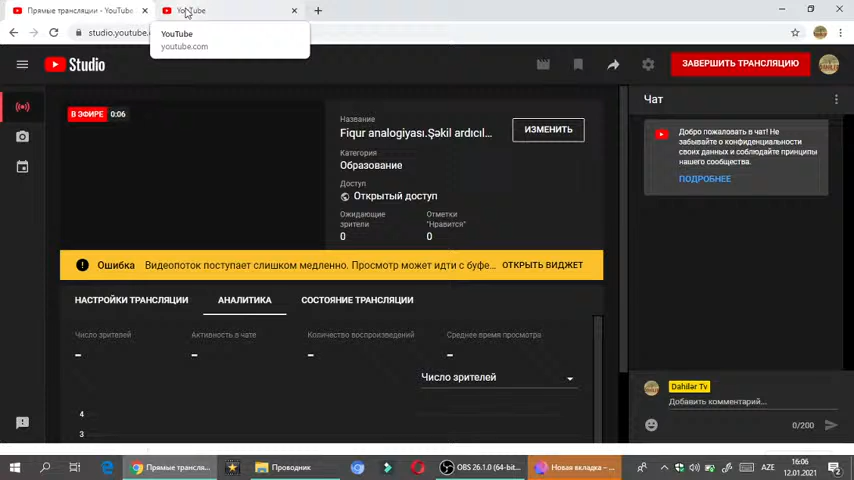 Прямые трансляции - YouTube
YouTube
studio.youtube.
YouTube
youtube.com
Studio
ЗАВЕРШИТЬ ТРАНСЛЯЦИЮ
В ЭФИРЕ 0:06
Название
Fiqur analogiyası.Şəkil ardıcıl...
ИЗМЕНИТЬ
Категория
Образование
Доступ
Открытый доступ
Ожидающие зрители
Отметки "Нравится"
0
0
Чат
Добро пожаловать в чат! Не
забывайте о конфиденциальности
своих данных и соблюдайте принципы
нашего сообщества.
ПОДРОБНЕЕ
Ошибка Видеопоток поступает слишком медленно. Просмотр может идти с буфе... ОТКРЫТЬ ВИДЖЕТ
НАСТРОЙКИ ТРАНСЛЯЦИИ АНАЛИТИКА СОСТОЯНИЕ ТРАНСЛЯЦИИ
Число зрителей Активность в чате Количество воспроизведений Среднее время просмотра
– – – –
Число зрителей
4
3
Dahilər Tv
Добавить комментарий...
0/200
Прямые трансля... Проводник OBS 26.1.0 (64-bit... Новая вкладка – ... AZE
16:06
12.01.2021
2